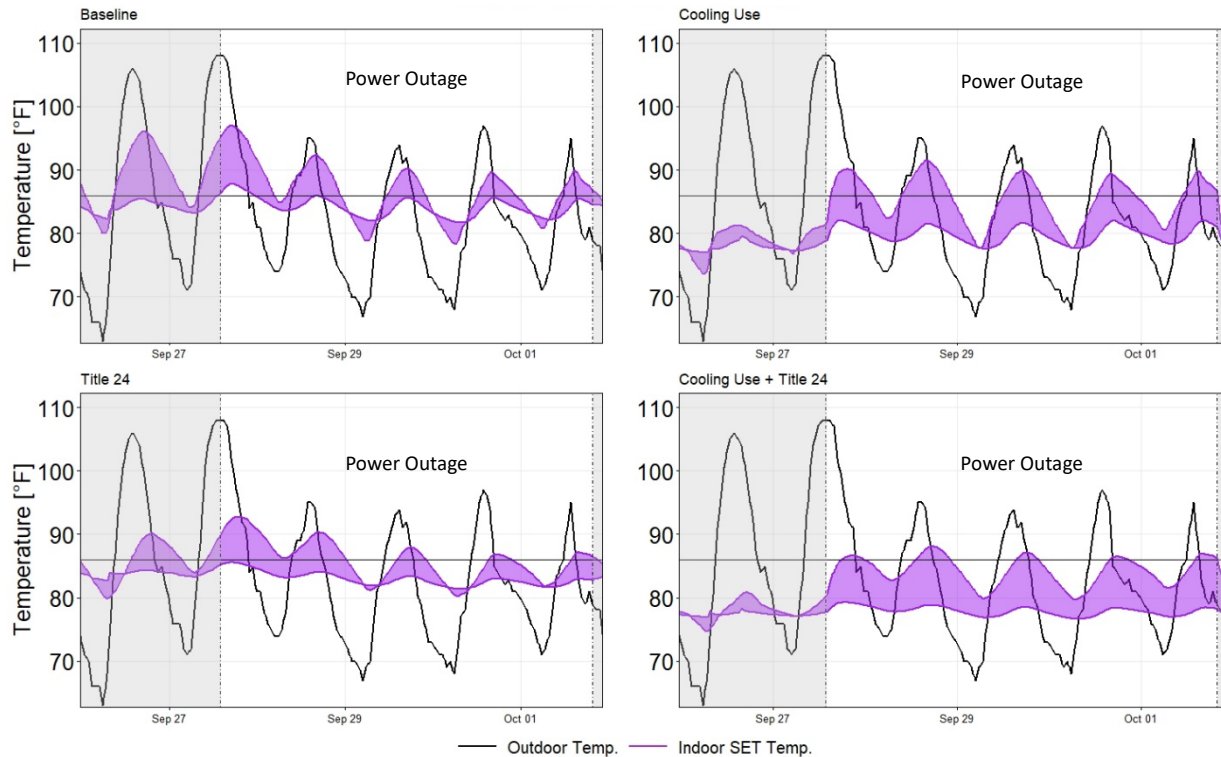 Baseline
Cooling Use
Temperature [°F]
110
100
90
80
70
Power Outage
Sep 27
Sep 29
Oct 01
110
100
90
80
70
Power Outage
Sep 27
Sep 29
Oct 01
Title 24
Cooling Use + Title 24
Temperature [°F]
110
100
90
80
70
Power Outage
Sep 27
Sep 29
Oct 01
110
100
90
80
70
Power Outage
Sep 27
Sep 29
Oct 01
Outdoor Temp.
Indoor SET Temp.